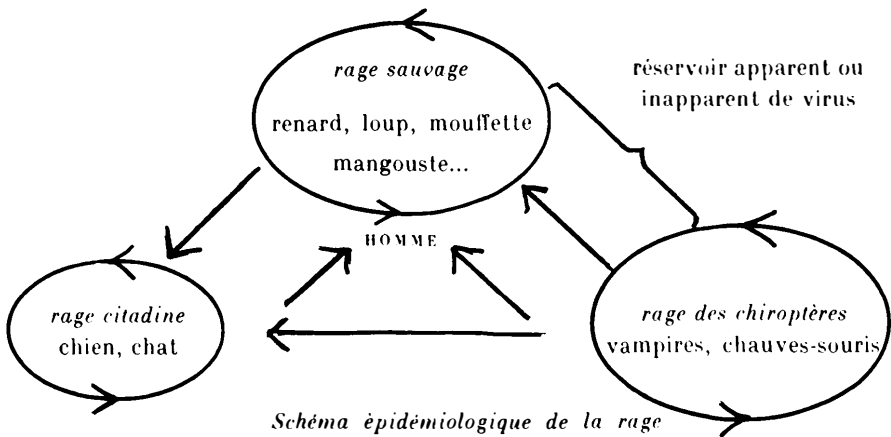 rage sauvage
renard, loup, mouffette
mangouste...
réservoir apparent ou
inapparent de virus
HOMME
rage citadine
chien, chat
rage des chiroptères
vampires, chauves-souris
Schéma èpidémiologique de la rage